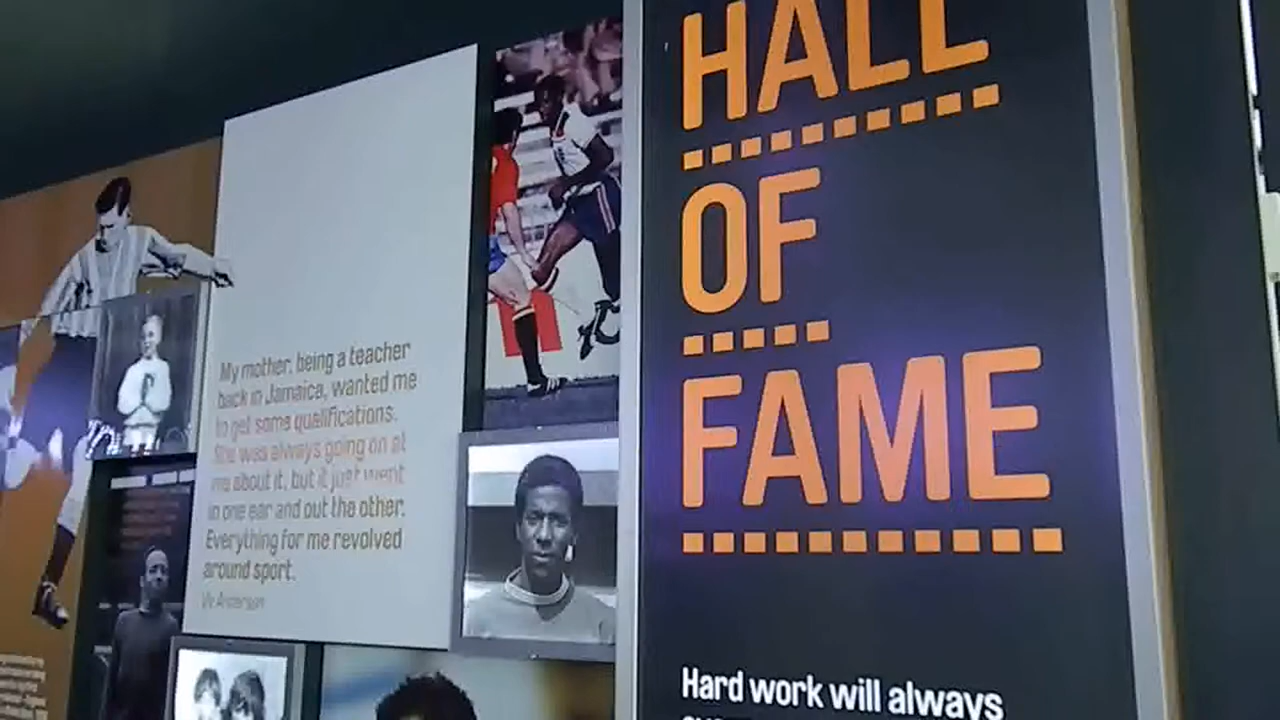 HALL
OF
FAME
My mother, being a teacher
back in Jamaica, wanted me
to get some qualifications.
She was always going on at
me about it, but it just went
in one ear and out the other.
Everything for me revolved
around sport.
Viv Anderson
Hard work will always